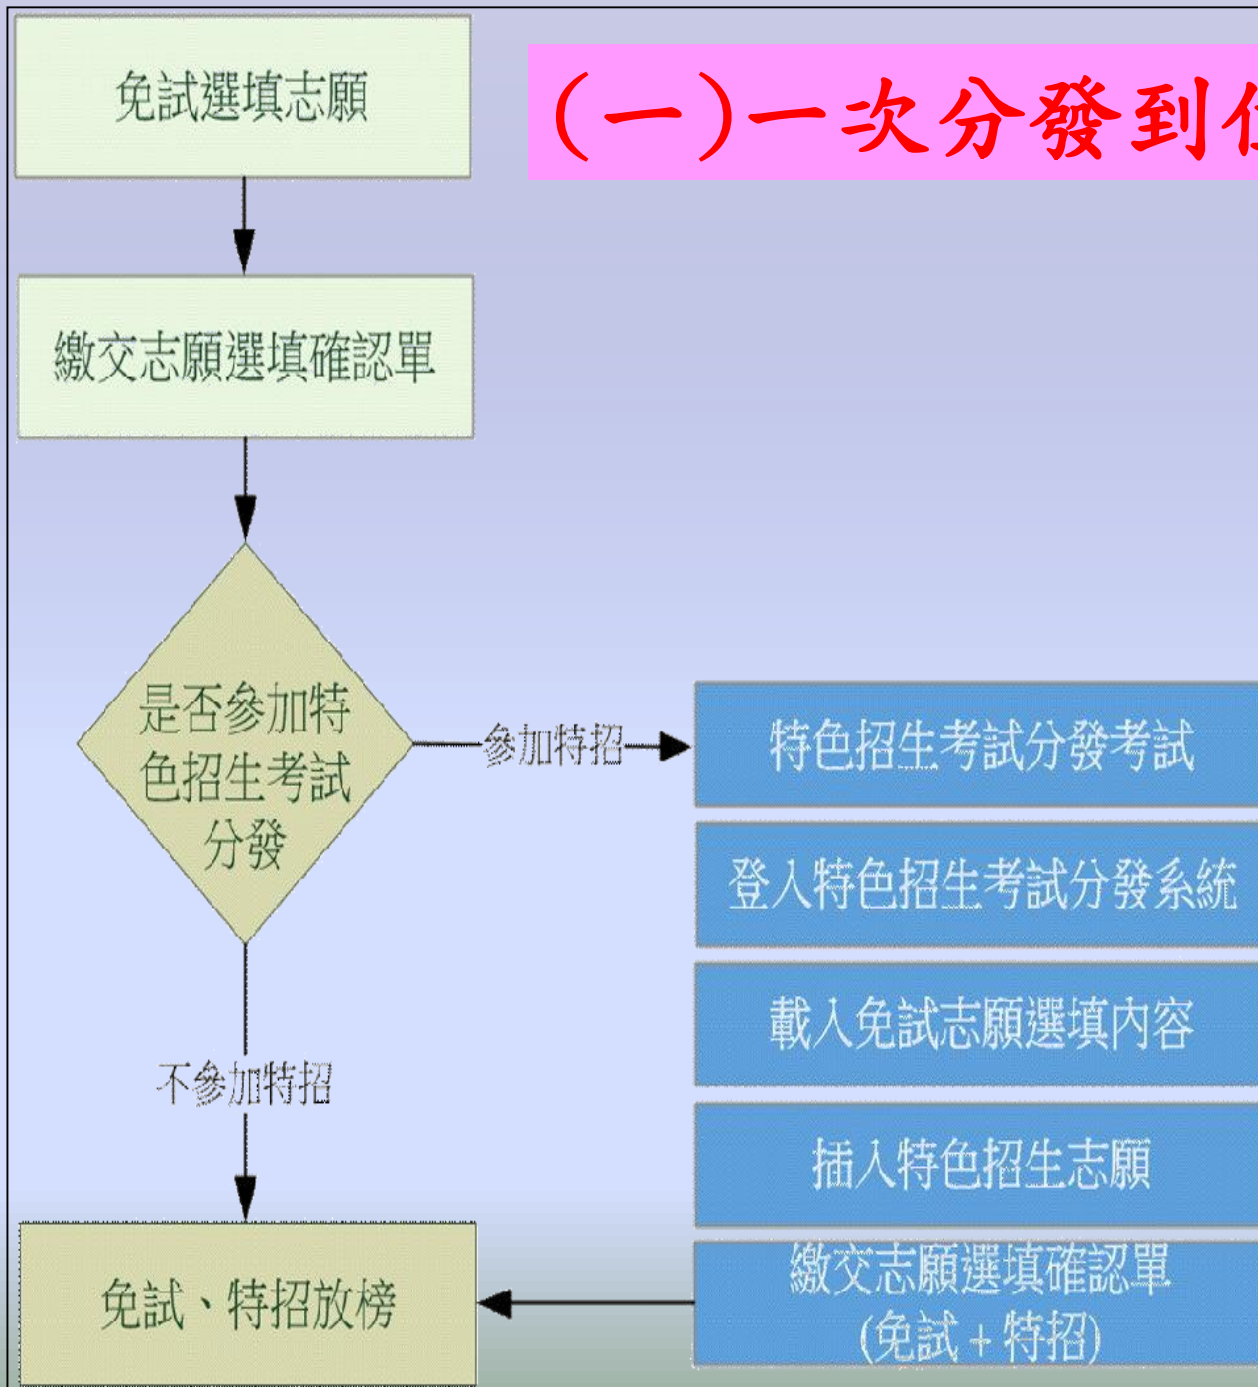 免試選填志願
(一)一次分發到
繳交志願選填確認單
是否參加特
色招生考試
分發
參加特招
不參加特招
特色招生考試分發考試
登入特色招生考試分發系統
載入免試志願選填內容
插入特色招生志願
繳交志願選填確認單
(免試+特招)
免試、特招放榜